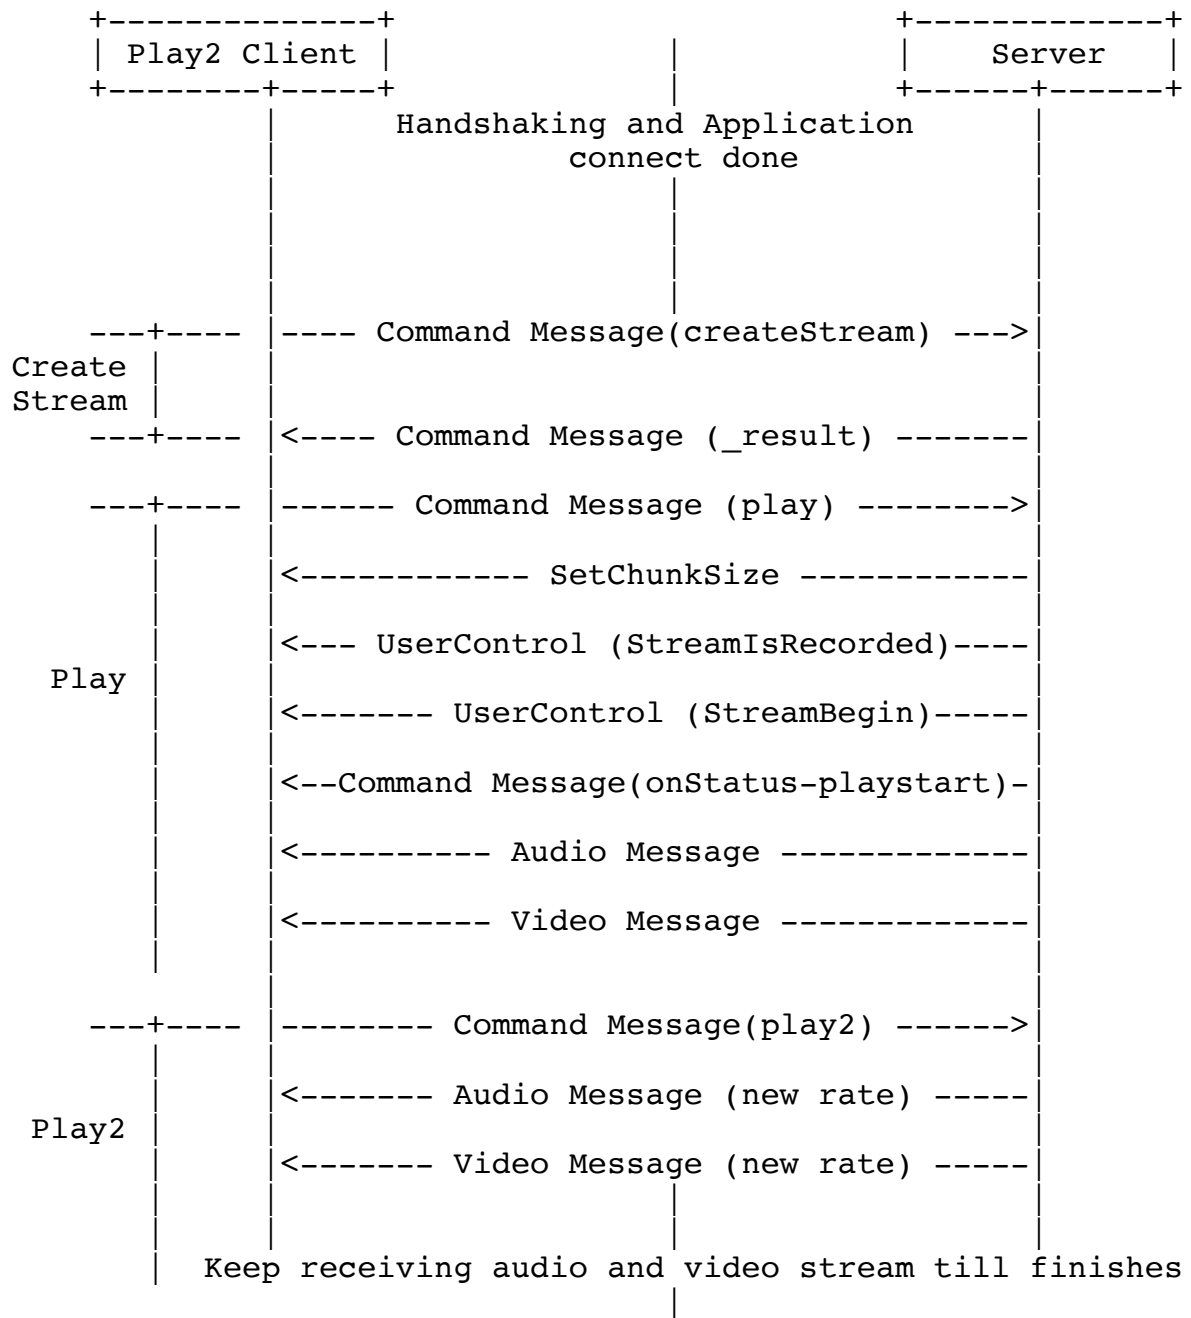 Play2 Client
Server
Handshaking and Application
connect done
Command Message(createStream)
Create
Stream
Command Message (_result)
Command Message (play)
SetChunkSize
UserControl (StreamIsRecorded)
Play
UserControl (StreamBegin)
Command Message(onStatus-playstart)
Audio Message
Video Message
Command Message(play2)
Audio Message (new rate)
Play2
Video Message (new rate)
Keep receiving audio and video stream till finishes